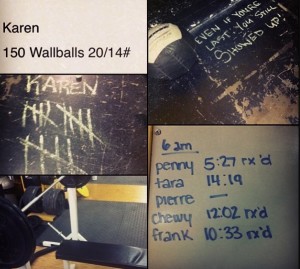 Karen
150 Wallballs 20/14#
EVEN IF YOU'RE
LAST, YOU STILL
SHOWED UP!
KAREN
6am
penny 5:27 rx'd
tara 14:19
pierre —
chewy 12:02 rx'd
frank 10:33 rx'd